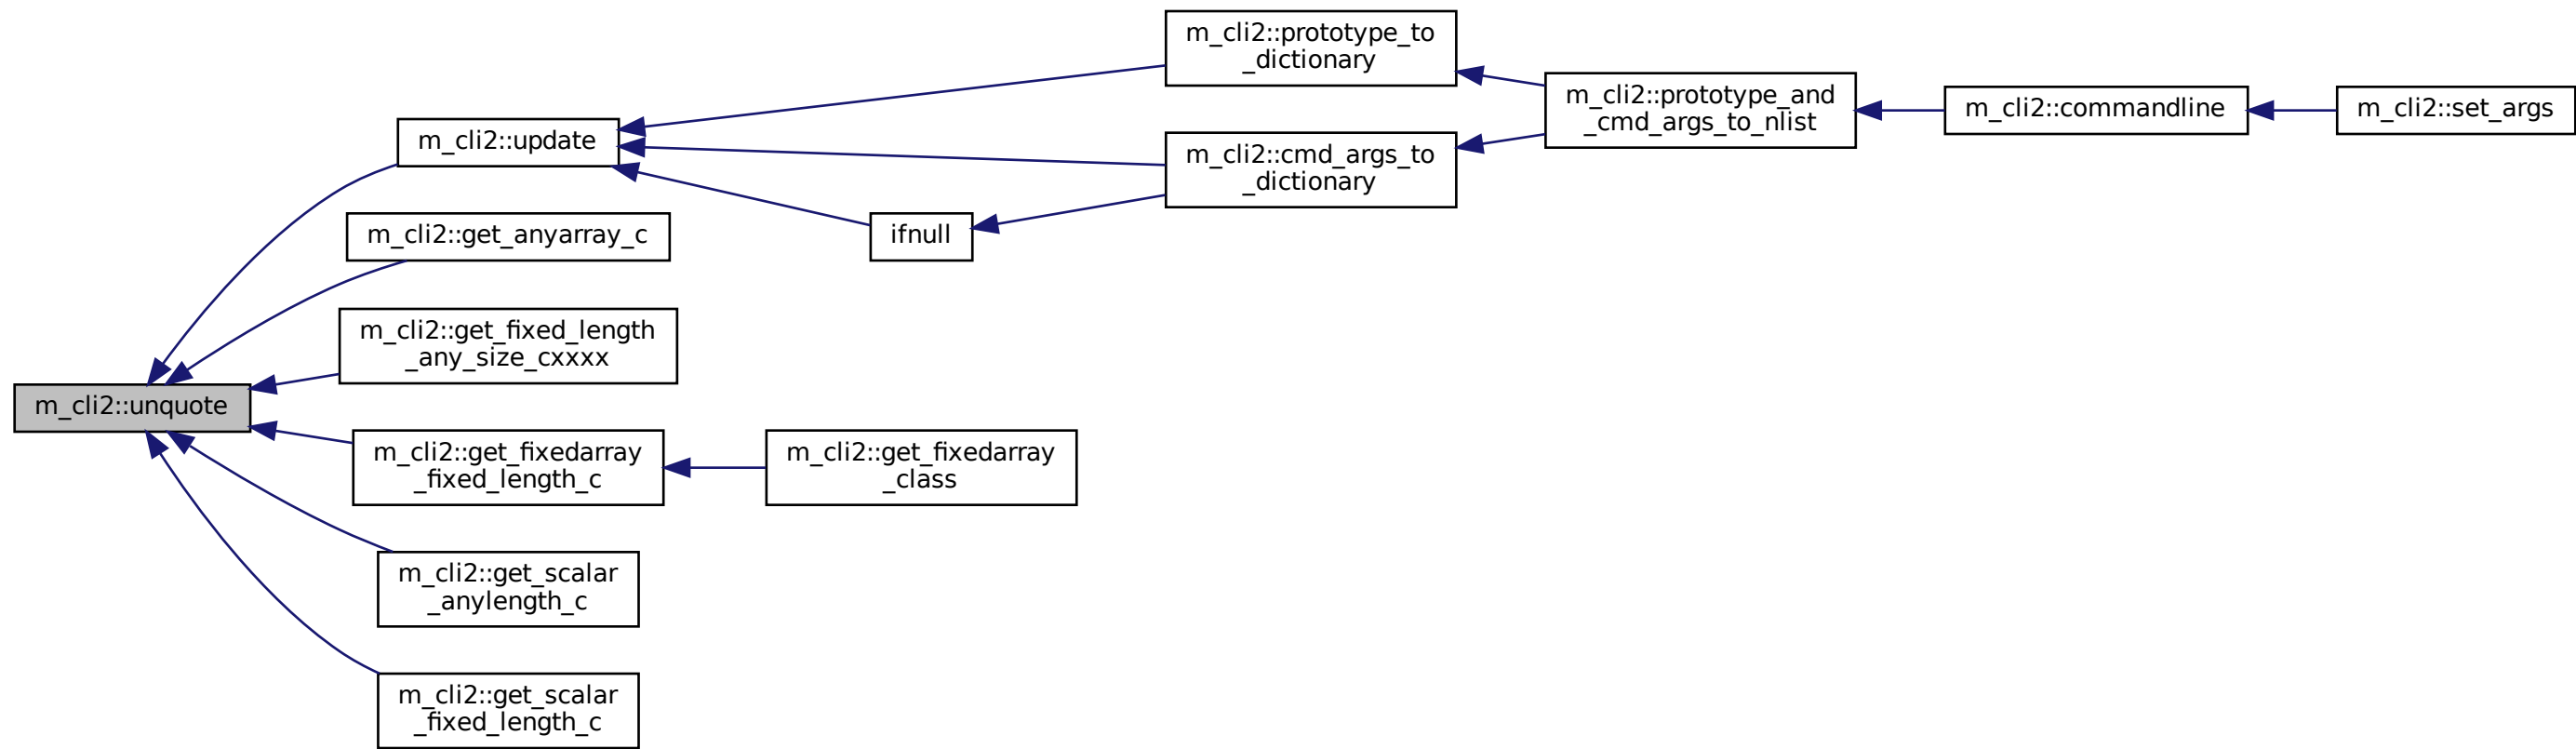 m_cli2::prototype_to
_dictionary
m_cli2::prototype_and
_cmd_args_to_nlist
m_cli2::commandline
m_cli2::set_args
m_cli2::update
m_cli2::cmd_args_to
_dictionary
m_cli2::get_anyarray_c
ifnull
m_cli2::get_fixed_length
_any_size_cxxxx
m_cli2::unquote
m_cli2::get_fixedarray
_fixed_length_c
m_cli2::get_fixedarray
_class
m_cli2::get_scalar
_anylength_c
m_cli2::get_scalar
_fixed_length_c